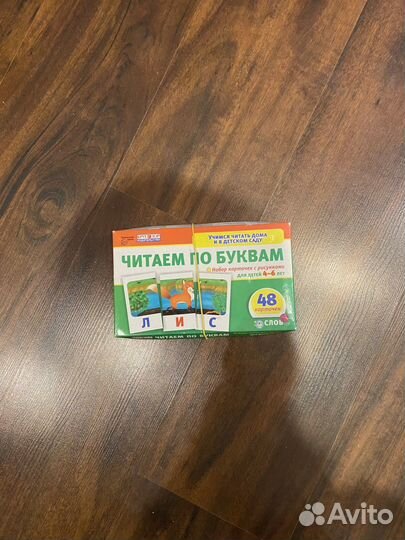 УЧИМСЯ ЧИТАТЬ ДОМА
И В ДЕТСКОМ САДУ
ЧИТАЕМ ПО БУКВАМ
Набор карточек с рисунками
для детей 4–6 лет
Л И С
48
карточек
СЛОВ
ЧИТАЕМ ПО БУКВАМ
Avito